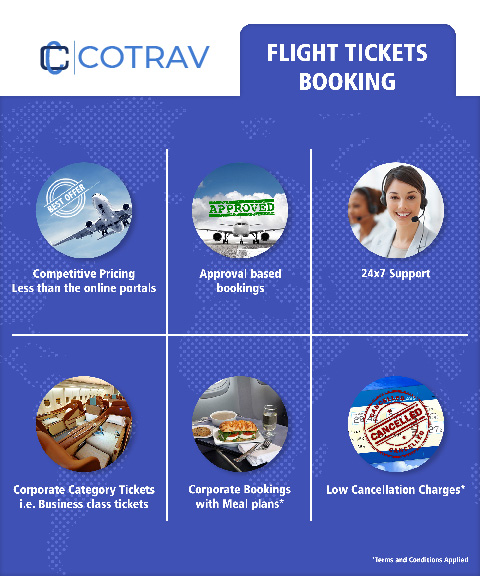 COTRAV
FLIGHT TICKETS
BOOKING
BEST OFFER
APPROVED
Competitive Pricing
Less than the online portals
Approval based
bookings
24x7 Support
CANCELLED
CANCELLED
Corporate Category Tickets
i.e. Business class tickets
Corporate Bookings
with Meal plans*
Low Cancellation Charges*
*Terms and Conditions Applied